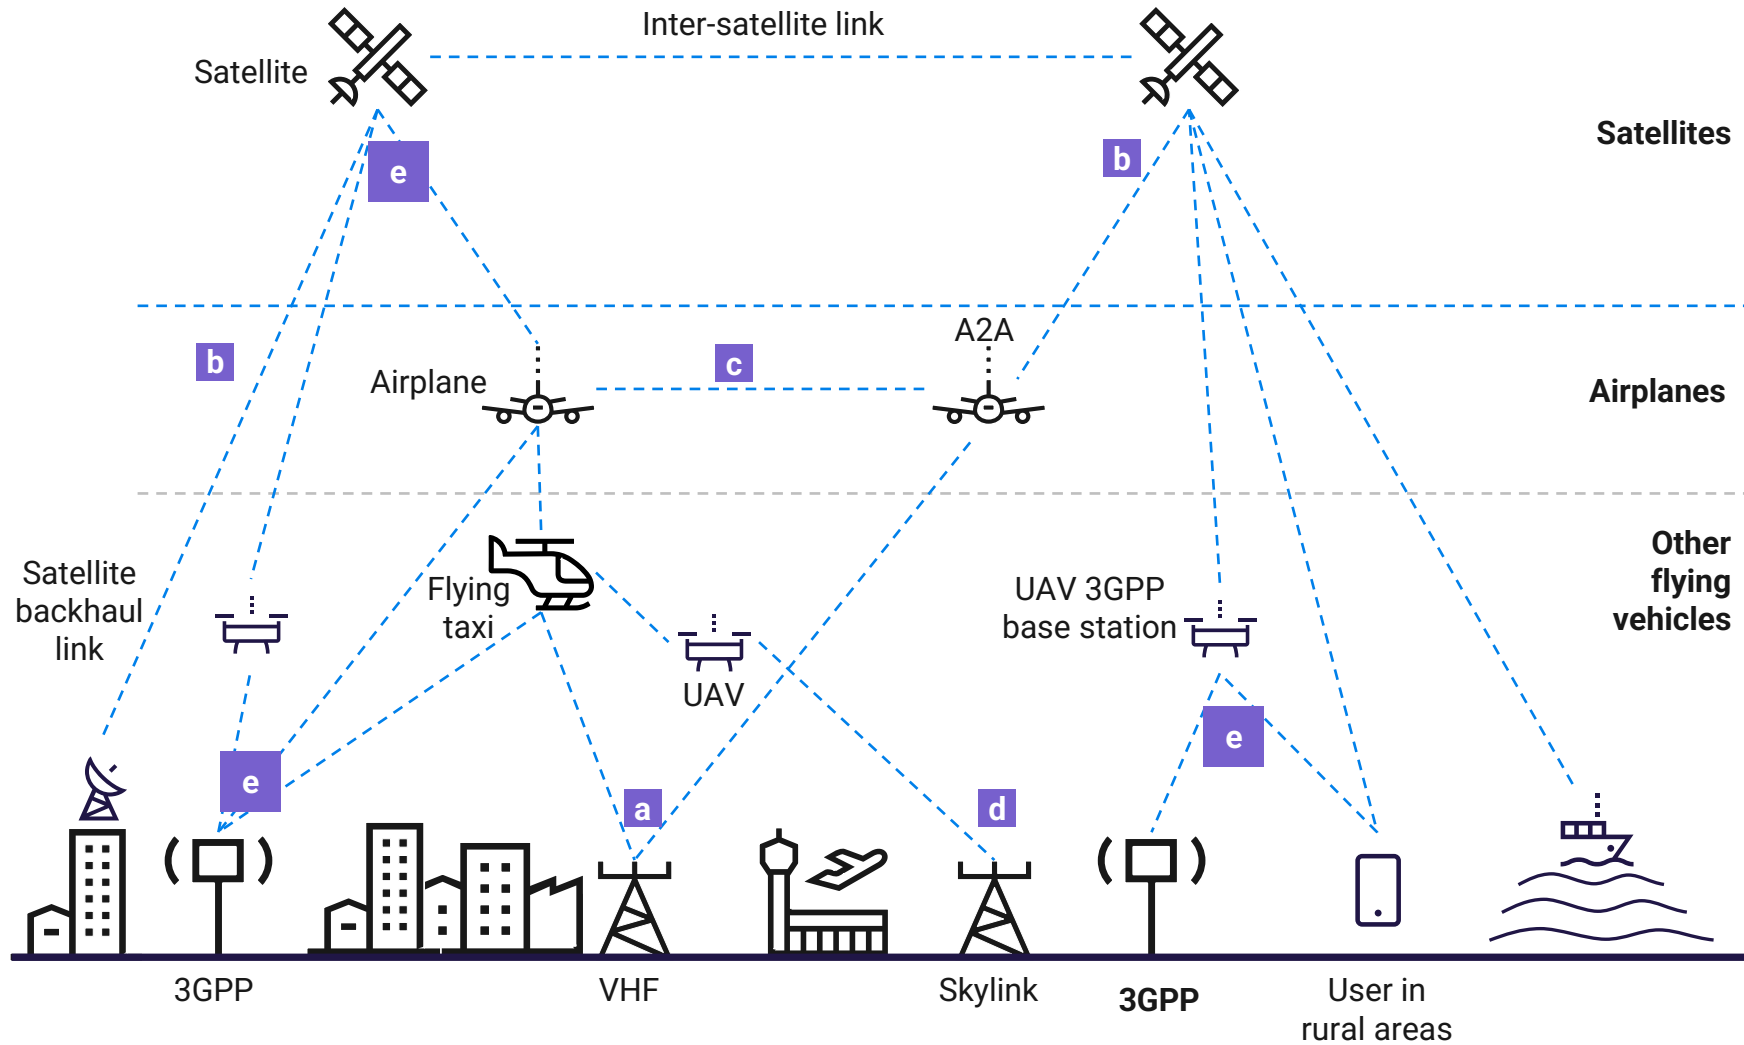 Inter-satellite link
Satellite
e
b
Satellites
A2A
b
c
Airplane
Airplanes
Other
flying
vehicles
Satellite
backhaul
link
Flying
taxi
UAV 3GPP
base station
UAV
e
e
a
d
3GPP
VHF
Skylink
3GPP
User in
rural areas